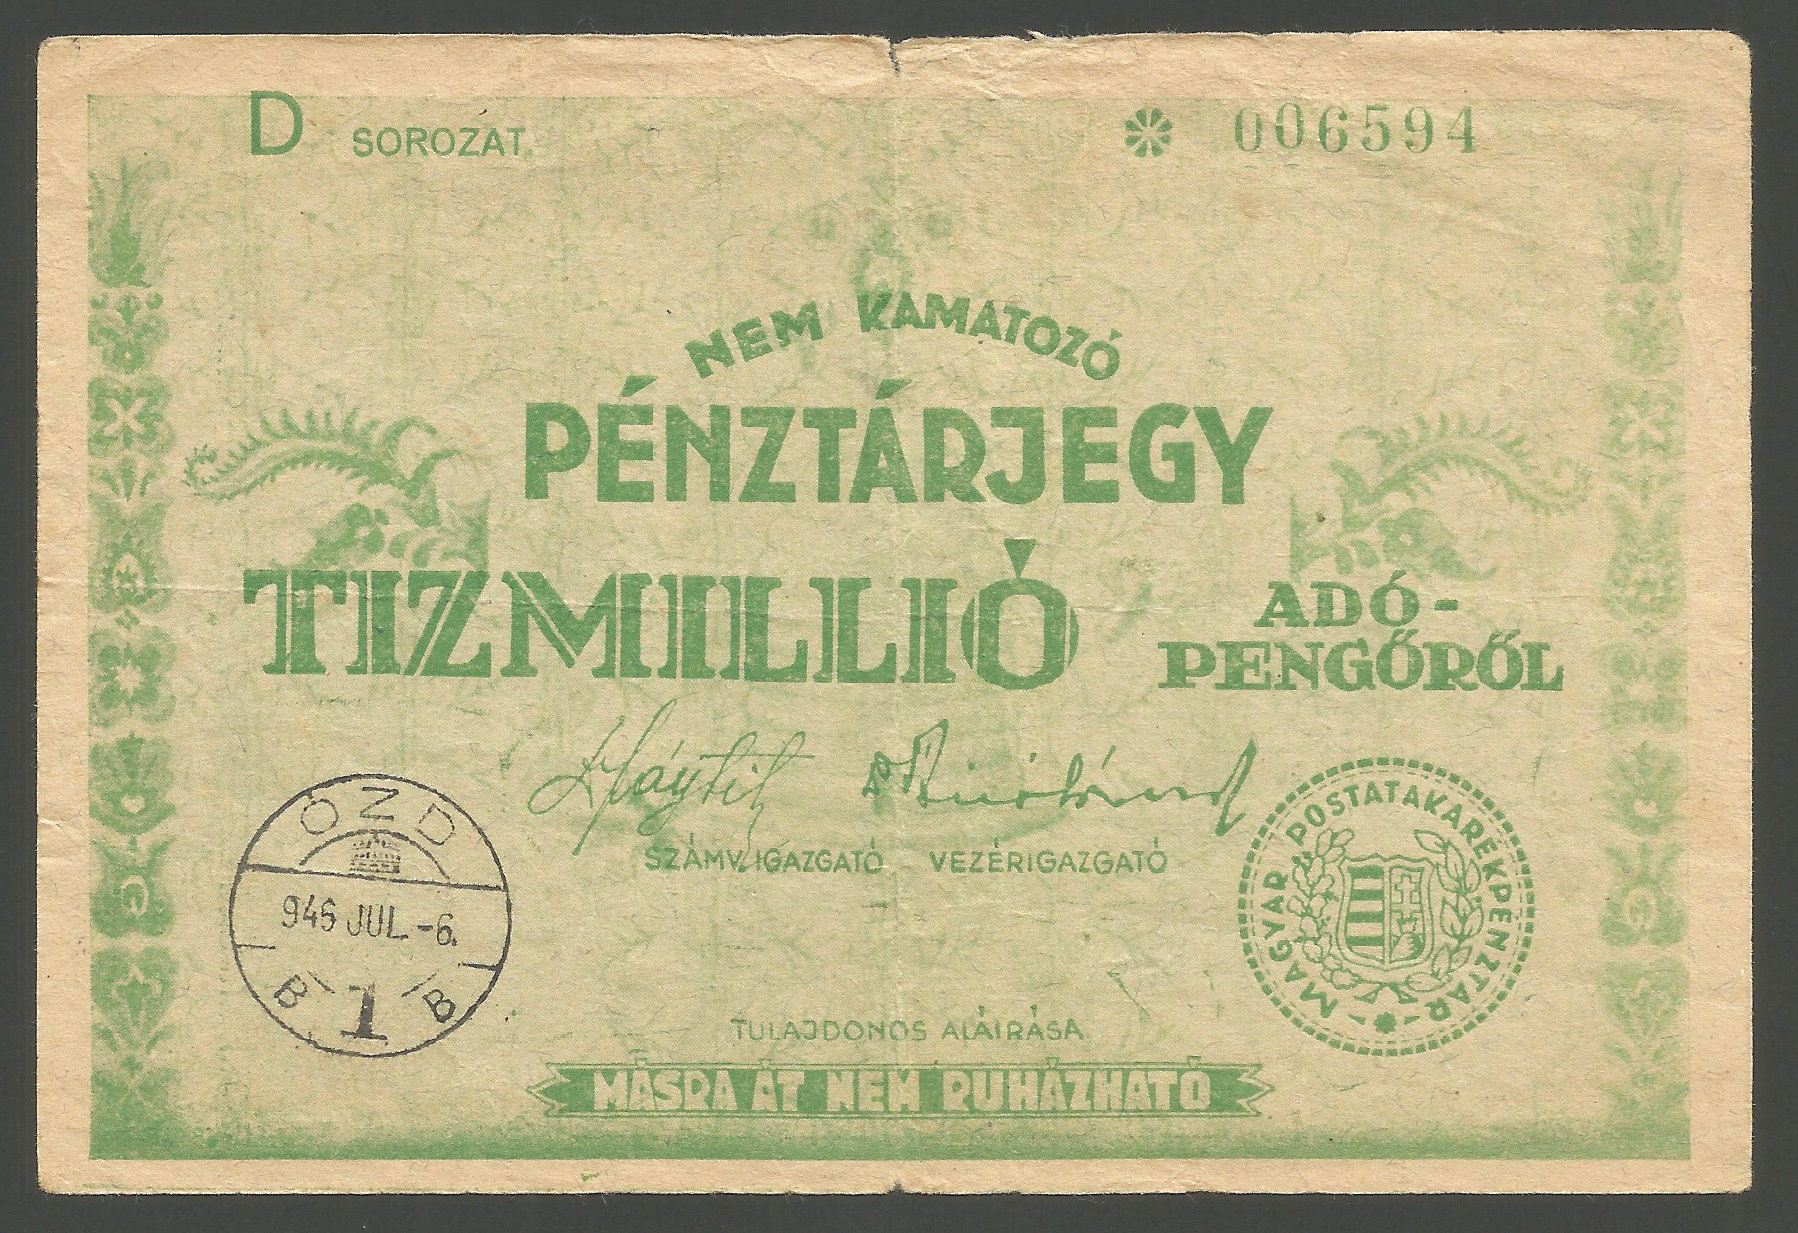 D SOROZAT. * 006594
NEM KAMATOZÓ
PÉNZTÁRJEGY
TIZMILLIÓ
ADÓ-
PENGŐRŐL
SZÁMV.IGAZGATÓ VEZÉRIGAZGATÓ
ÓZD
946 JUL.-6.
B 1 B
MAGYAR POSTATAKARÉKPÉNZTÁR
TULAJDONOS ALÁIRÁSA
MÁSRA ÁT NEM RUHÁZHATÓ